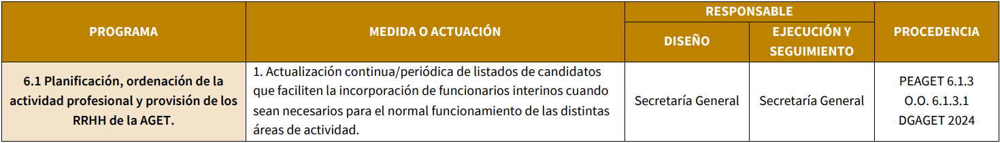 PROGRAMA
MEDIDA O ACTUACIÓN
RESPONSABLE
DISEÑO
EJECUCIÓN Y
SEGUIMIENTO
PROCEDENCIA
6.1 Planificación, ordenación de la
actividad profesional y provisión de los
RRHH de la AGET.
1. Actualización continua/periódica de listados de candidatos
que faciliten la incorporación de funcionarios interinos cuando
sean necesarios para el normal funcionamiento de las distintas
áreas de actividad.
Secretaría General
Secretaría General
PEAGET 6.1.3
O.O. 6.1.3.1
DGAGET 2024